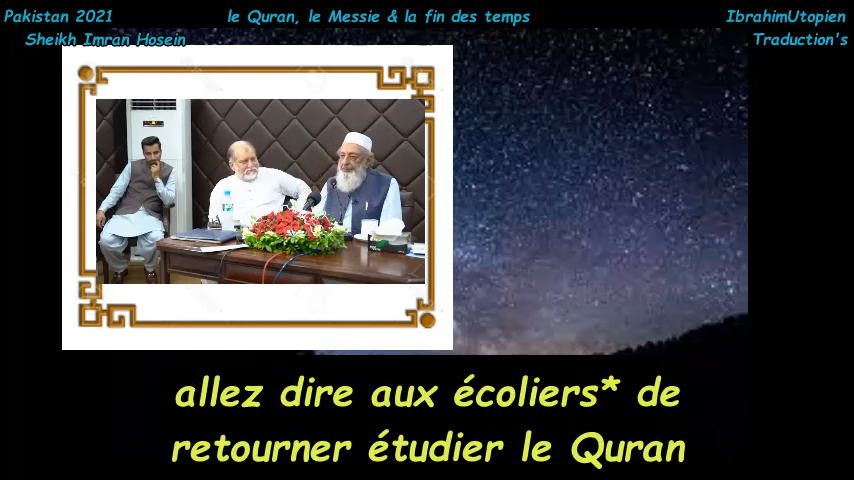 Pakistan 2021 le Quran, le Messie & la fin des temps IbrahimUtopien
Sheikh Imran Hosein Traduction's
allez dire aux écoliers* de
retourner étudier le Quran